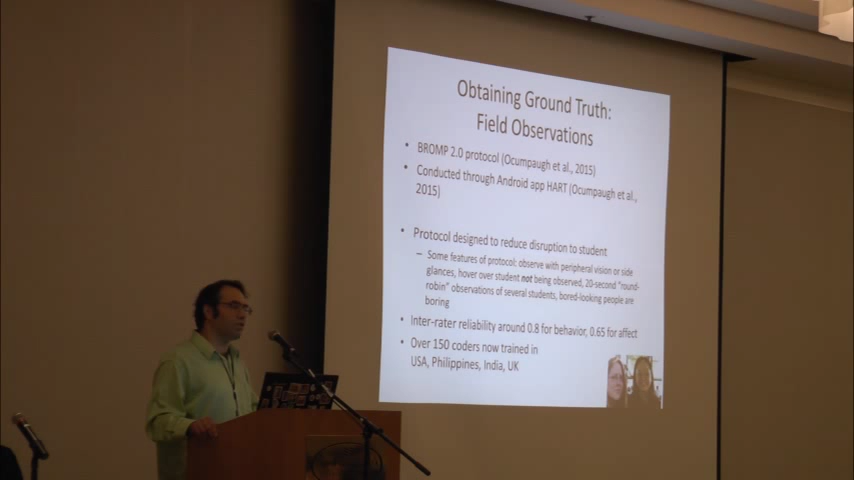 Obtaining Ground Truth:
Field Observations
• BROMP 2.0 protocol (Ocumpaugh et al., 2015)
• Conducted through Android app HART (Ocumpaugh et al.,
2015)
• Protocol designed to reduce disruption to student
– Some features of protocol: observe with peripheral vision or side
glances, hover over student not being observed, 20-second "round-
robin" observations of several students, bored-looking people are
boring
• Inter-rater reliability around 0.8 for behavior, 0.65 for affect
• Over 150 coders now trained in
USA, Philippines, India, UK